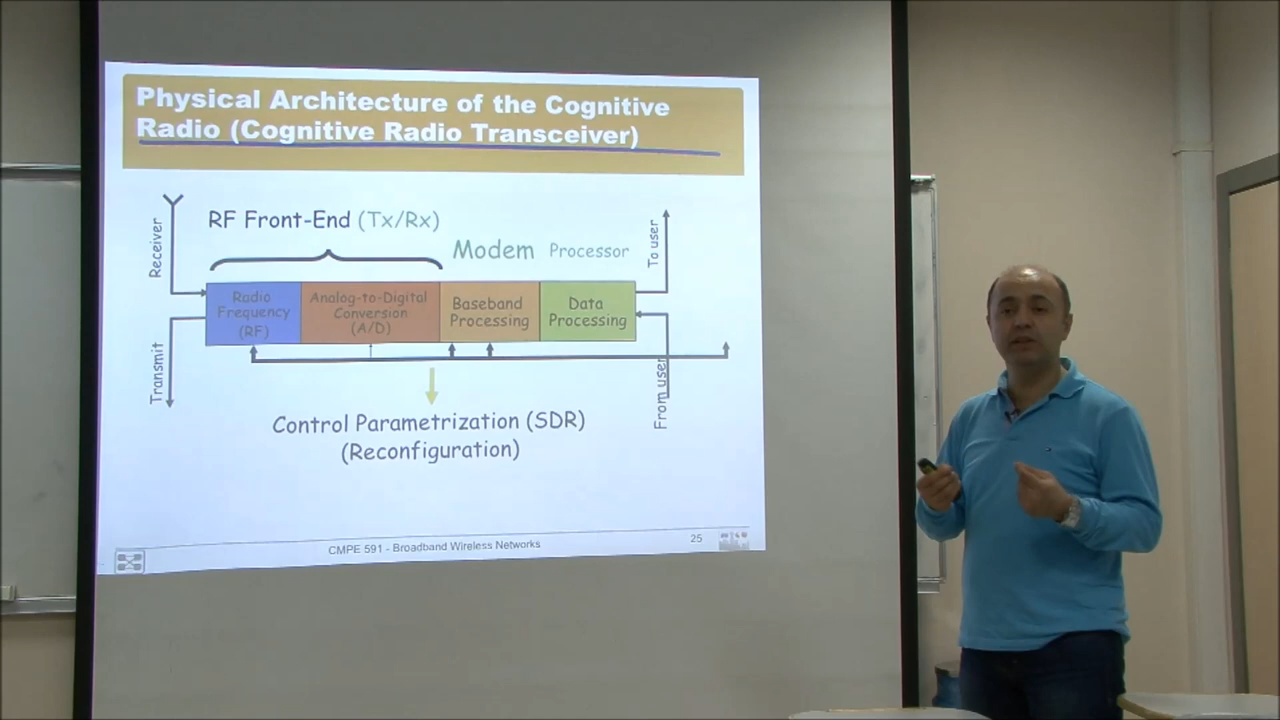 Physical Architecture of the Cognitive
Radio (Cognitive Radio Transceiver)
Receiver
RF Front-End (Tx/Rx)
Modem
Processor
To user
Radio
Frequency
(RF)
Analog-to-Digital
Conversion
(A/D)
Baseband
Processing
Data
Processing
Transmit
From user
Control Parametrization (SDR)
(Reconfiguration)
CMPE 591 - Broadband Wireless Networks
25